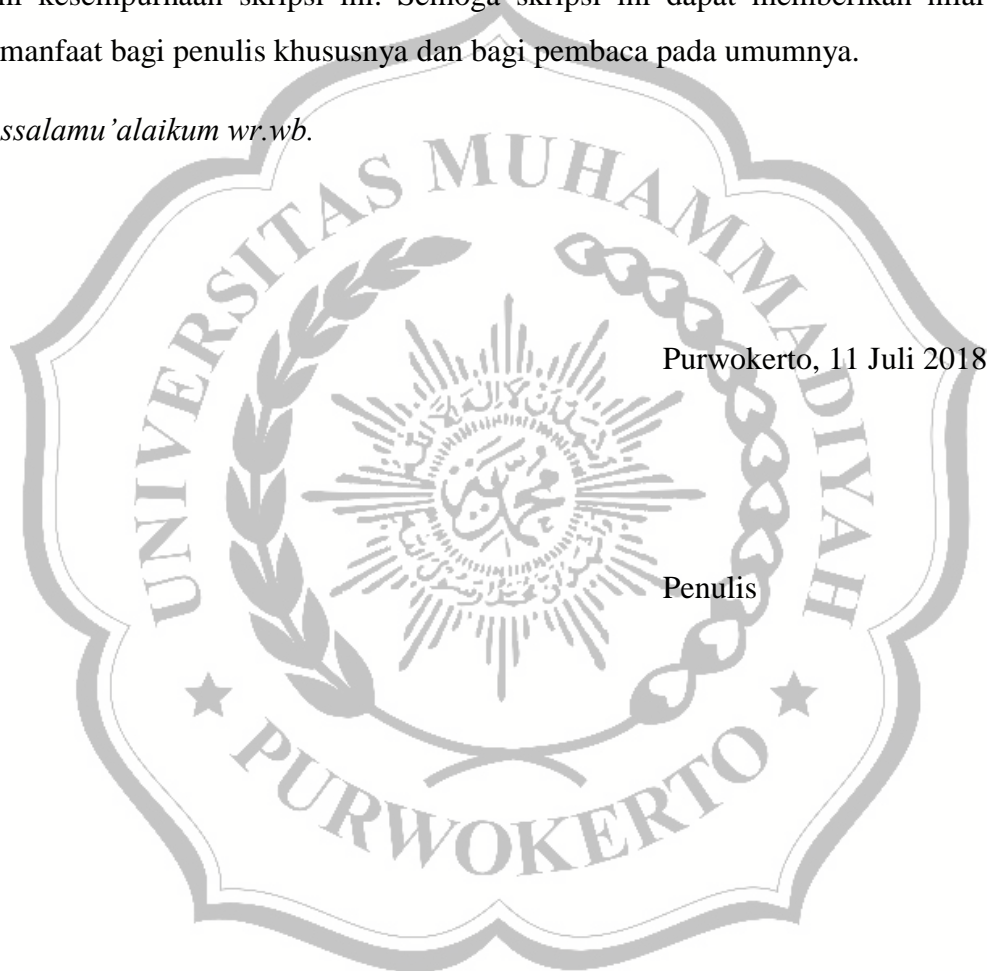 kesempurnaan skripsi ini. Semoga skripsi ini dapat memberikan nilai
manfaat bagi penulis khususnya dan bagi pembaca pada umumnya.
ssalamu’alaikum wr.wb.
UNIVERSITAS MUHAMMADIYAH
Purwokerto, 11 Juli 2018
Penulis
PURWOKERTO